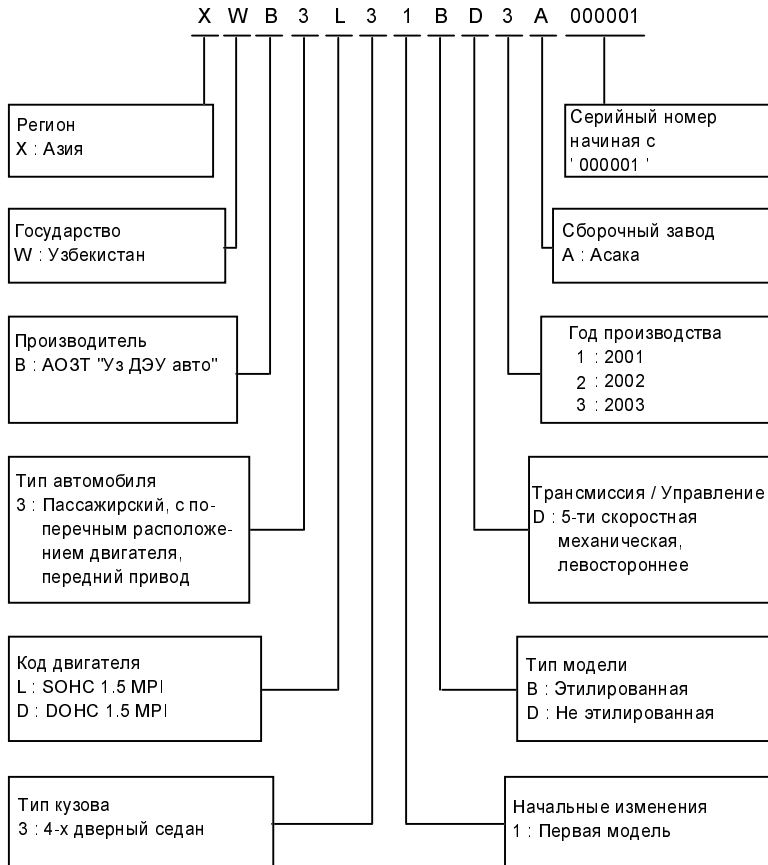 X W B 3 L 3 1 B D 3 A 000001
Регион
X : Азия
Серийный номер
начиная с
' 000001 '
Государство
W : Узбекистан
Сборочный завод
A : Асака
Производитель
B : АОЗТ "Уз ДЭУ авто"
Год производства
1 : 2001
2 : 2002
3 : 2003
Тип автомобиля
3 : Пассажирский, с по-
перечным расположе-
нием двигателя,
передний привод
Трансмиссия / Управление
D : 5-ти скоростная
механическая,
левостороннее
Код двигателя
L : SOHC 1.5 MPI
D : DOHC 1.5 MPI
Тип модели
B : Этилированная
D : Не этилированная
Тип кузова
3 : 4-х дверный седан
Начальные изменения
1 : Первая модель